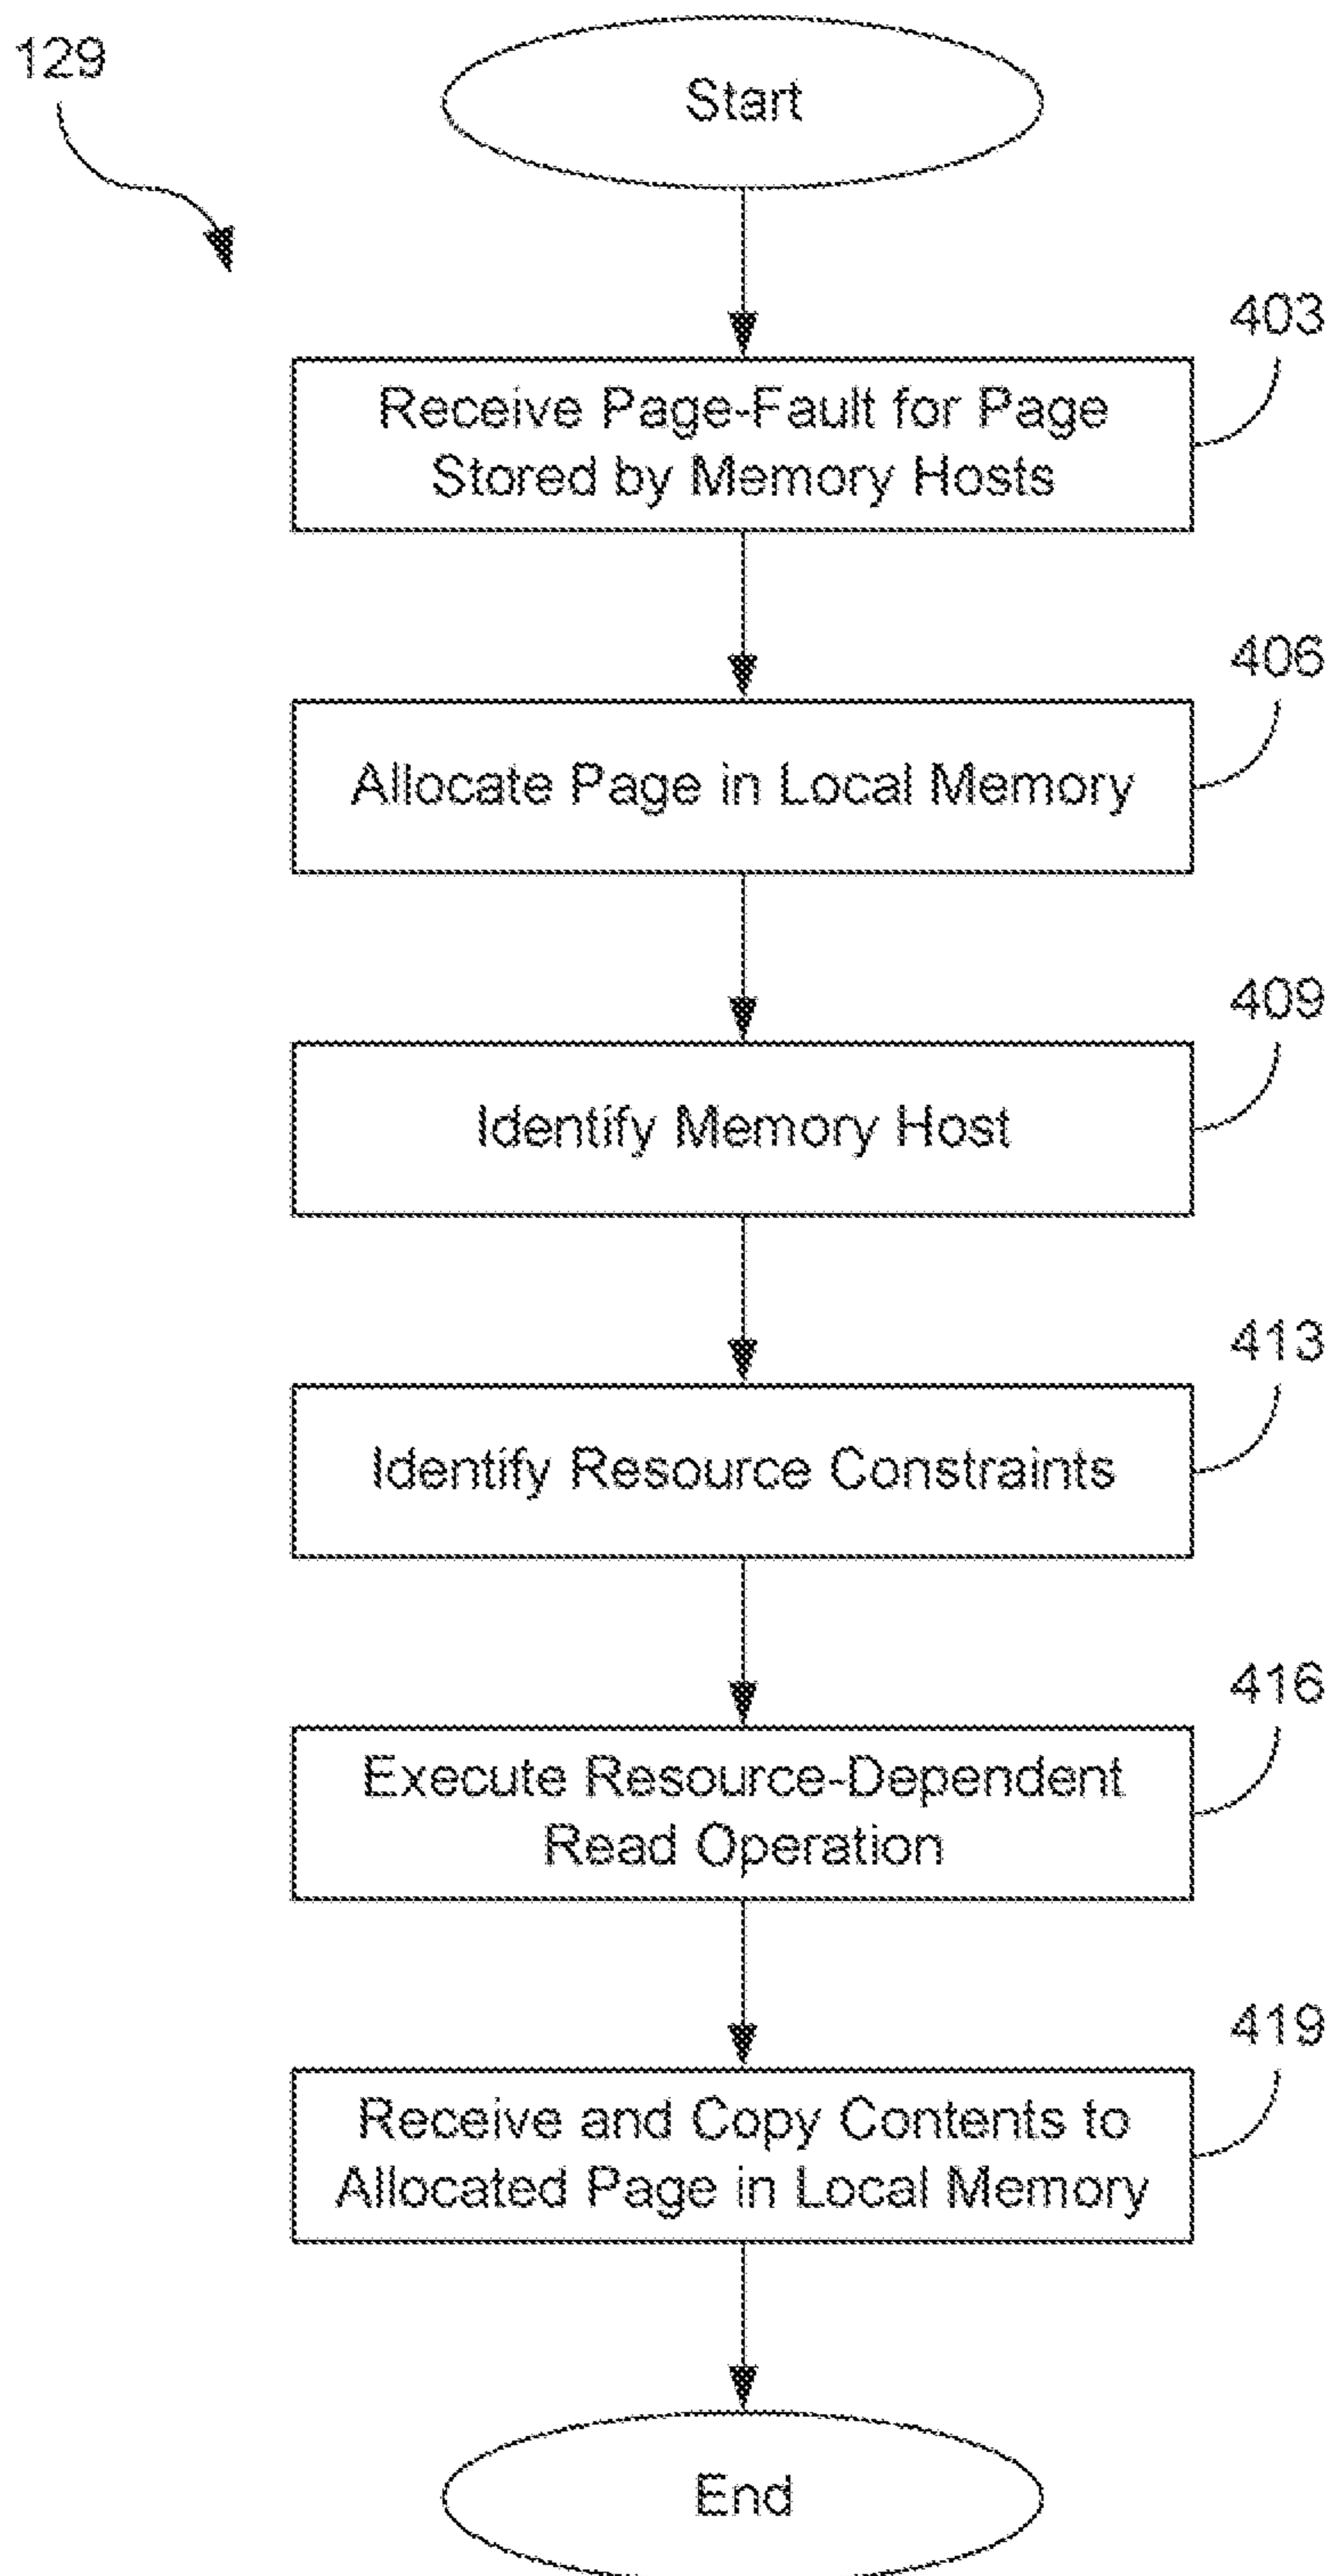 129
Start
403
Receive Page-Fault for Page
Stored by Memory Hosts
406
Allocate Page in Local Memory
409
Identify Memory Host
413
Identify Resource Constraints
416
Execute Resource-Dependent
Read Operation
419
Receive and Copy Contents to
Allocated Page in Local Memory
End